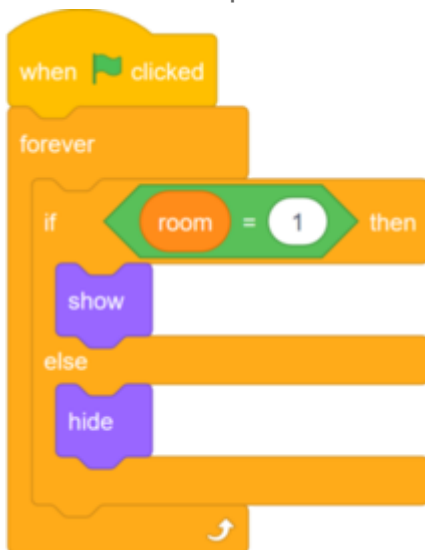 when clicked
forever
if room = 1 then
show
else
hide